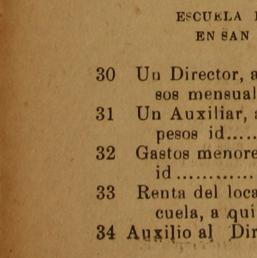 ESCUELA
EN SAN
30 Un Director, a
sos mensual
31 Un Auxiliar, a
pesos id.....
32 Gastos menore
id ............
33 Renta del loca
cuela, a qui
34 Auxilio al Dir